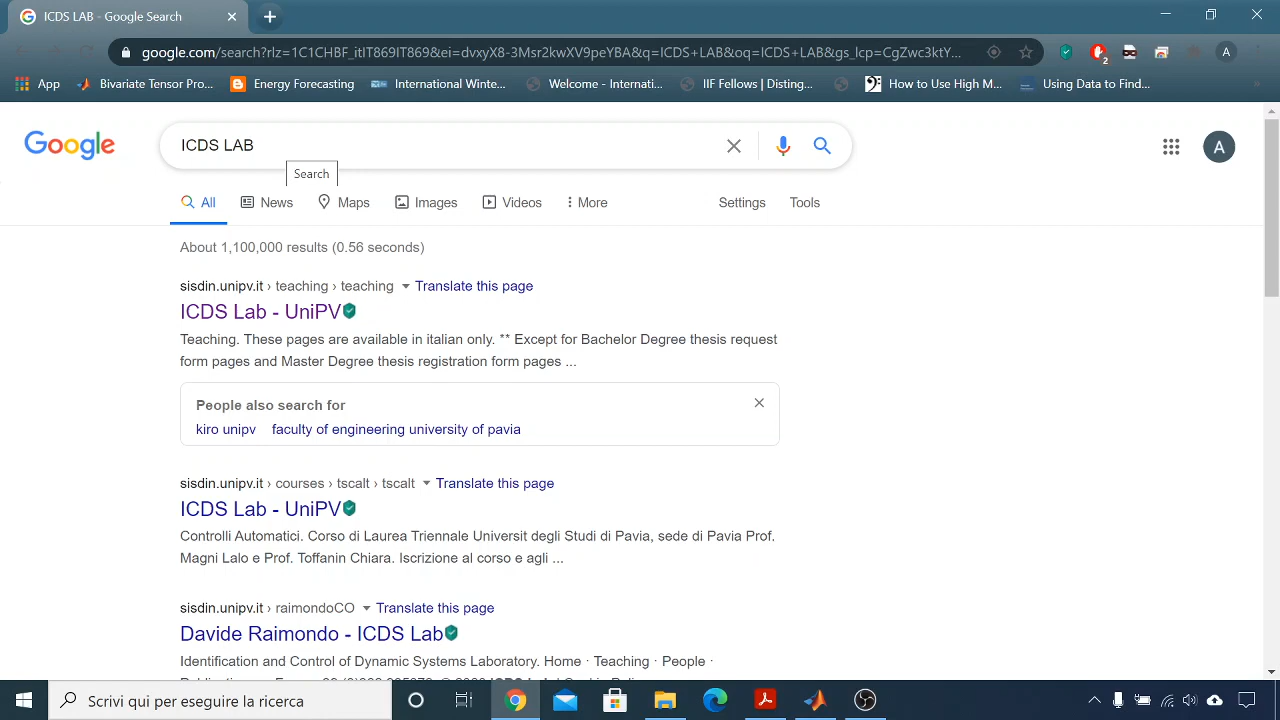 ICDS LAB - Google Search
google.com/search?rlz=1C1CHBF_itIT869IT869&ei=dvxyX8-3Msr2kwXV9peYBA&q=ICDS+LAB&oq=ICDS+LAB&gs_lcp=CgZwc3ktY...
2
A
App
Bivariate Tensor Pro...
Energy Forecasting
International Winte...
Welcome - Internati...
IIF Fellows | Disting...
How to Use High M...
Using Data to Find...
Google
ICDS LAB
A
Search
All
News
Maps
Images
Videos
More
Settings
Tools
About 1,100,000 results (0.56 seconds)
sisdin.unipv.it › teaching › teaching Translate this page
ICDS Lab - UniPV
Teaching. These pages are available in italian only. ** Except for Bachelor Degree thesis request
form pages and Master Degree thesis registration form pages ...
People also search for
kiro unipv faculty of engineering university of pavia
sisdin.unipv.it › courses › tscalt › tscalt Translate this page
ICDS Lab - UniPV
Controlli Automatici. Corso di Laurea Triennale Universit degli Studi di Pavia, sede di Pavia Prof.
Magni Lalo e Prof. Toffanin Chiara. Iscrizione al corso e agli ...
sisdin.unipv.it › raimondoCO Translate this page
Davide Raimondo - ICDS Lab
Identification and Control of Dynamic Systems Laboratory. Home · Teaching · People ·
Scrivi qui per eseguire la ricerca